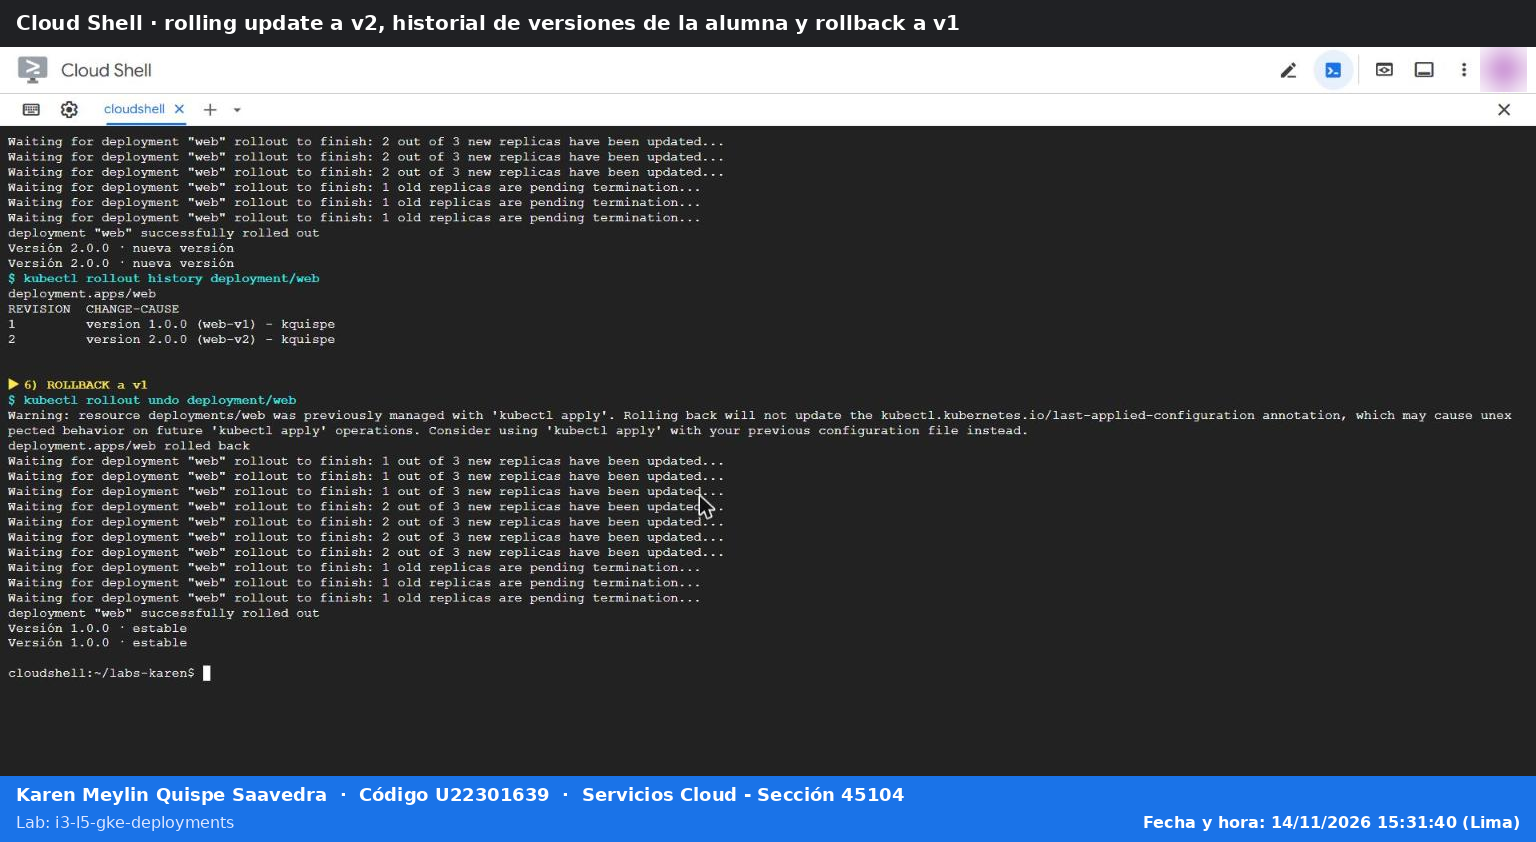 Cloud Shell · rolling update a v2, historial de versiones de la alumna y rollback a v1
Cloud Shell
cloudshell
Waiting for deployment "web" rollout to finish: 2 out of 3 new replicas have been updated...
Waiting for deployment "web" rollout to finish: 2 out of 3 new replicas have been updated...
Waiting for deployment "web" rollout to finish: 2 out of 3 new replicas have been updated...
Waiting for deployment "web" rollout to finish: 1 old replicas are pending termination...
Waiting for deployment "web" rollout to finish: 1 old replicas are pending termination...
Waiting for deployment "web" rollout to finish: 1 old replicas are pending termination...
deployment "web" successfully rolled out
Versión 2.0.0 · nueva versión
Versión 2.0.0 · nueva versión
$ kubectl rollout history deployment/web
deployment.apps/web
REVISION  CHANGE-CAUSE
1         version 1.0.0 (web-v1) - kquispe
2         version 2.0.0 (web-v2) - kquispe
▶ 6) ROLLBACK a v1
$ kubectl rollout undo deployment/web
Warning: resource deployments/web was previously managed with 'kubectl apply'. Rolling back will not update the kubectl.kubernetes.io/last-applied-configuration annotation, which may cause unex
pected behavior on future 'kubectl apply' operations. Consider using 'kubectl apply' with your previous configuration file instead.
deployment.apps/web rolled back
Waiting for deployment "web" rollout to finish: 1 out of 3 new replicas have been updated...
Waiting for deployment "web" rollout to finish: 1 out of 3 new replicas have been updated...
Waiting for deployment "web" rollout to finish: 1 out of 3 new replicas have been updated...
Waiting for deployment "web" rollout to finish: 2 out of 3 new replicas have been updated...
Waiting for deployment "web" rollout to finish: 2 out of 3 new replicas have been updated...
Waiting for deployment "web" rollout to finish: 2 out of 3 new replicas have been updated...
Waiting for deployment "web" rollout to finish: 2 out of 3 new replicas have been updated...
Waiting for deployment "web" rollout to finish: 1 old replicas are pending termination...
Waiting for deployment "web" rollout to finish: 1 old replicas are pending termination...
Waiting for deployment "web" rollout to finish: 1 old replicas are pending termination...
deployment "web" successfully rolled out
Versión 1.0.0 · estable
Versión 1.0.0 · estable
cloudshell:~/labs-karen$
Karen Meylin Quispe Saavedra · Código U22301639 · Servicios Cloud - Sección 45104
Lab: i3-l5-gke-deployments
Fecha y hora: 14/11/2026 15:31:40 (Lima)